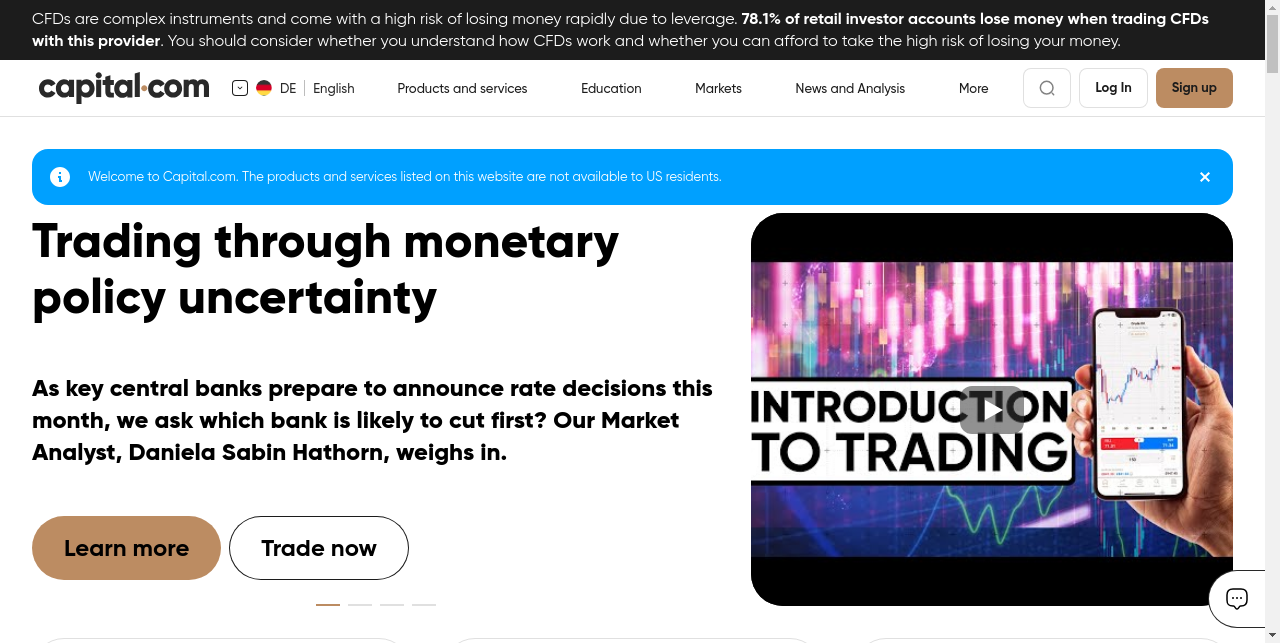 CFDs are complex instruments and come with a high risk of losing money rapidly due to leverage. 78.1% of retail investor accounts lose money when trading CFDs
with this provider. You should consider whether you understand how CFDs work and whether you can afford to take the high risk of losing your money.
capital.com DE English Products and services Education Markets News and Analysis More Log In Sign up
Welcome to Capital.com. The products and services listed on this website are not available to US residents.
Trading through monetary
policy uncertainty
As key central banks prepare to announce rate decisions this
month, we ask which bank is likely to cut first? Our Market
Analyst, Daniela Sabin Hathorn, weighs in.
Learn more Trade now
INTRODUCTION
TO TRADING